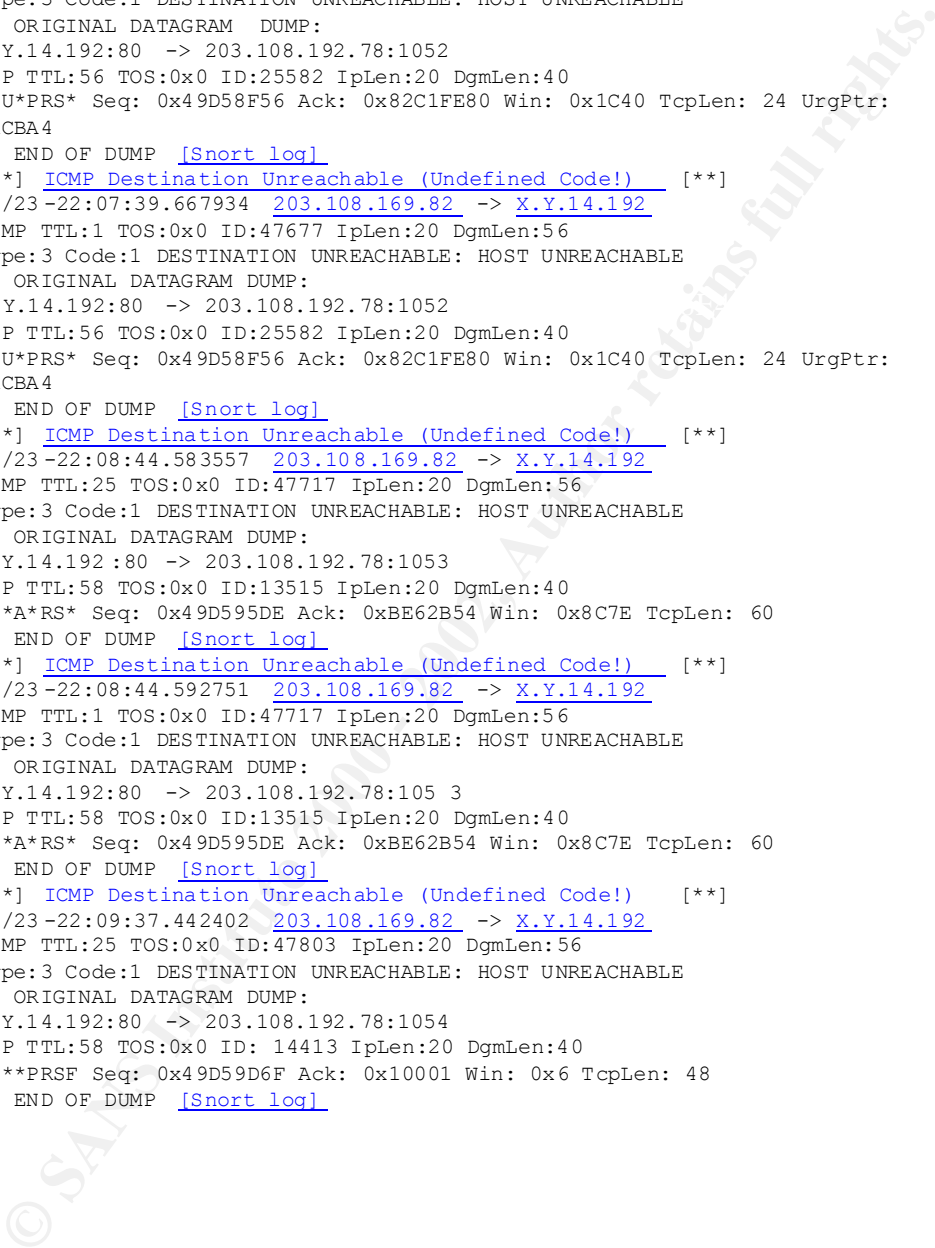 pe:3 Code:1 DESTINATION UNREACHABLE: HOST UNREACHABLE
ORIGINAL DATAGRAM DUMP:
Y.14.192:80 -> 203.108.192.78:1052
P TTL:56 TOS:0x0 ID:25582 IpLen:20 DgmLen:40
U*PRS* Seq: 0x49D58F56 Ack: 0x82C1FE80 Win: 0x1C40 TcpLen: 24 UrgPtr:
CBA4
END OF DUMP [Snort log]
*] ICMP Destination Unreachable (Undefined Code!) [**]
/23-22:07:39.667934 203.108.169.82 -> X.Y.14.192
MP TTL:1 TOS:0x0 ID:47677 IpLen:20 DgmLen:56
pe:3 Code:1 DESTINATION UNREACHABLE: HOST UNREACHABLE
ORIGINAL DATAGRAM DUMP:
Y.14.192:80 -> 203.108.192.78:1052
P TTL:56 TOS:0x0 ID:25582 IpLen:20 DgmLen:40
U*PRS* Seq: 0x49D58F56 Ack: 0x82C1FE80 Win: 0x1C40 TcpLen: 24 UrgPtr:
CBA4
END OF DUMP [Snort log]
*] ICMP Destination Unreachable (Undefined Code!) [**]
/23-22:08:44.583557 203.108.169.82 -> X.Y.14.192
MP TTL:25 TOS:0x0 ID:47717 IpLen:20 DgmLen:56
pe:3 Code:1 DESTINATION UNREACHABLE: HOST UNREACHABLE
ORIGINAL DATAGRAM DUMP:
Y.14.192 :80 -> 203.108.192.78:1053
P TTL:58 TOS:0x0 ID:13515 IpLen:20 DgmLen:40
*A*RS* Seq: 0x49D595DE Ack: 0xBE62B54 Win: 0x8C7E TcpLen: 60
END OF DUMP [Snort log]
*] ICMP Destination Unreachable (Undefined Code!) [**]
/23-22:08:44.592751 203.108.169.82 -> X.Y.14.192
MP TTL:1 TOS:0x0 ID:47717 IpLen:20 DgmLen:56
pe:3 Code:1 DESTINATION UNREACHABLE: HOST UNREACHABLE
ORIGINAL DATAGRAM DUMP:
Y.14.192:80 -> 203.108.192.78:105 3
P TTL:58 TOS:0x0 ID:13515 IpLen:20 DgmLen:40
*A*RS* Seq: 0x49D595DE Ack: 0xBE62B54 Win: 0x8C7E TcpLen: 60
END OF DUMP [Snort log]
*] ICMP Destination Unreachable (Undefined Code!) [**]
/23-22:09:37.442402 203.108.169.82 -> X.Y.14.192
MP TTL:25 TOS:0x0 ID:47803 IpLen:20 DgmLen:56
pe:3 Code:1 DESTINATION UNREACHABLE: HOST UNREACHABLE
ORIGINAL DATAGRAM DUMP:
Y.14.192:80 -> 203.108.192.78:1054
P TTL:58 TOS:0x0 ID: 14413 IpLen:20 DgmLen:40
**PRSF Seq: 0x49D59D6F Ack: 0x10001 Win: 0x6 TcpLen: 48
END OF DUMP [Snort log]
© SANS Institute 2000 - 2002, Author retains full rights.